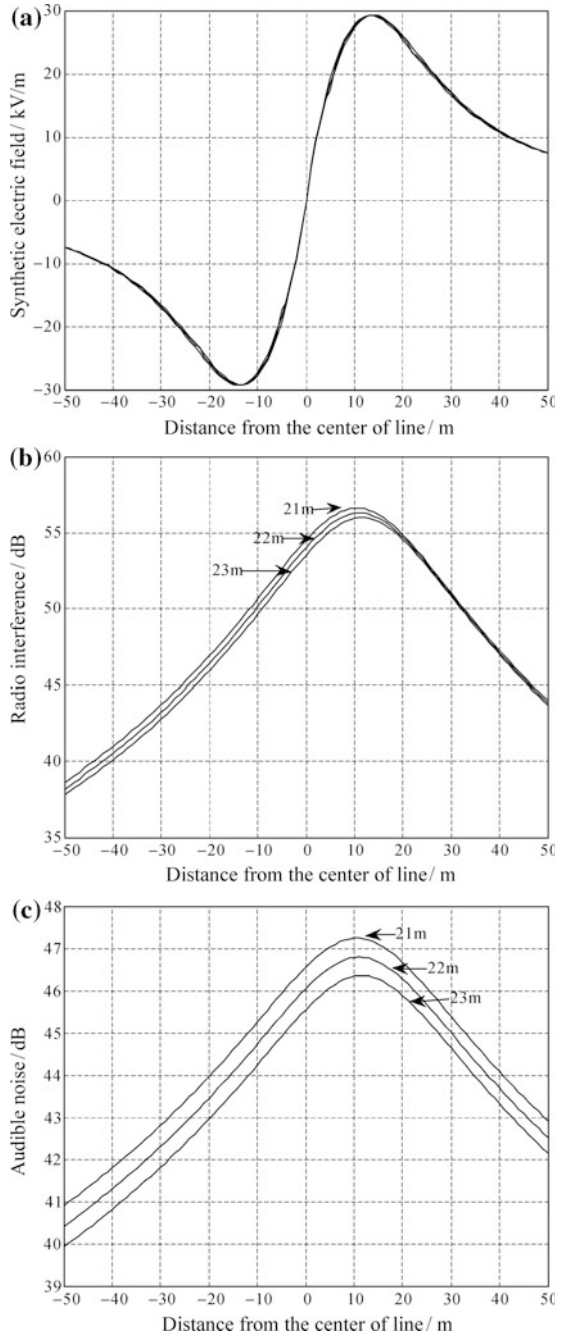 (a)
Synthetic electric field / kV/m
30
20
10
0
−10
−20
−30
−50 −40 −30 −20 −10 0 10 20 30 40 50
Distance from the center of line / m
(b)
Radio interference / dB
60
55
50
45
40
35
21m
22m
23m
−50 −40 −30 −20 −10 0 10 20 30 40 50
Distance from the center of line / m
(c)
Audible noise / dB
48
47
46
45
44
43
42
41
40
39
21m
22m
23m
−50 −40 −30 −20 −10 0 10 20 30 40 50
Distance from the center of line / m